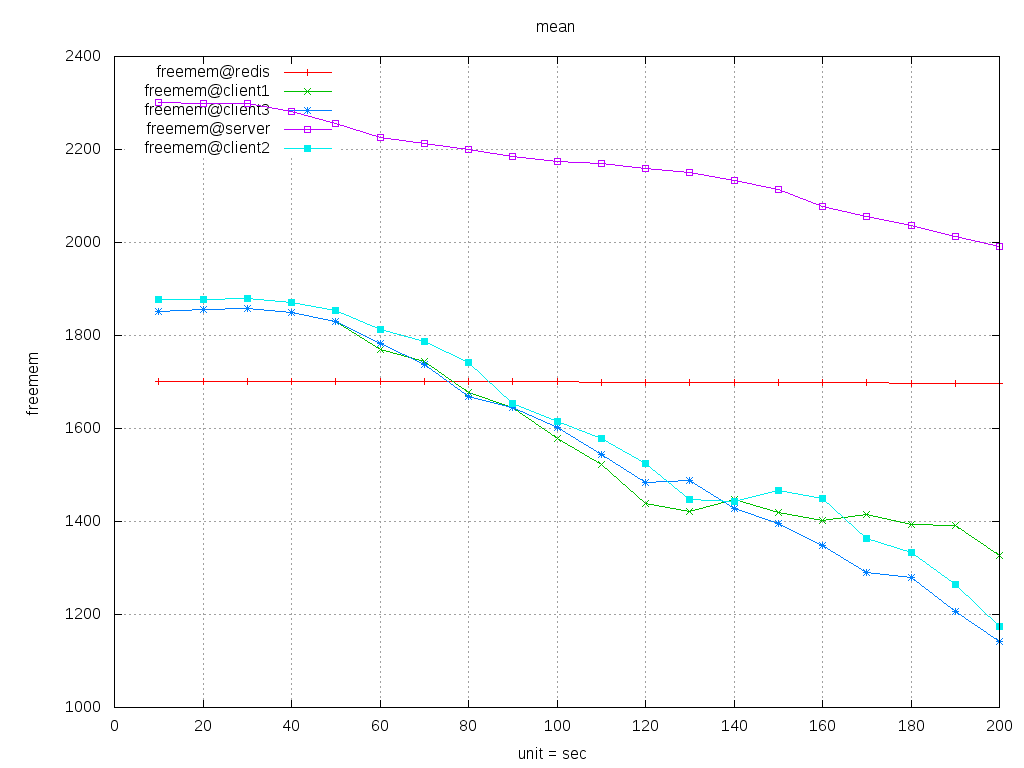 mean
2400
2200
2000
1800
1600
1400
1200
1000
freemem
freemem@redis
freemem@client1
freemem@client3
freemem@server
freemem@client2
0 20 40 60 80 100 120 140 160 180 200
unit = sec